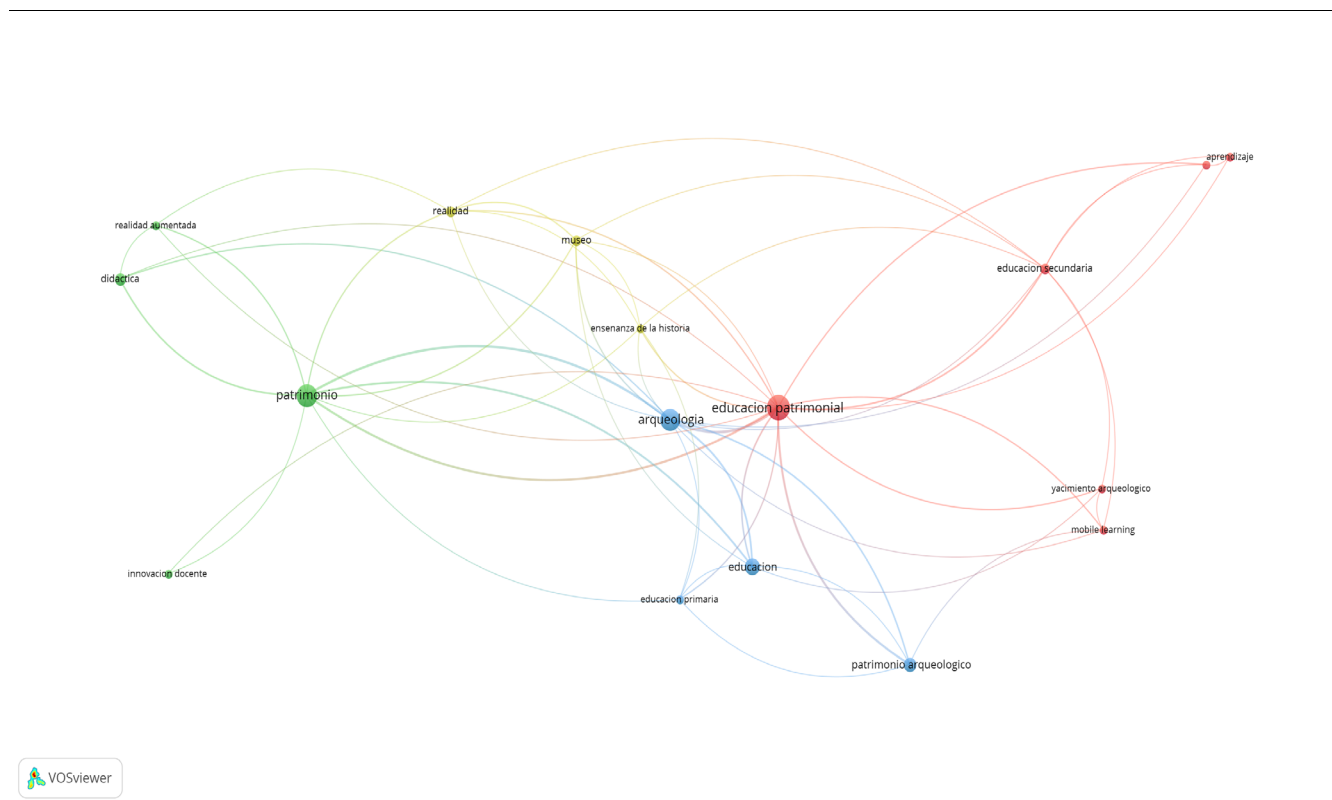 aprendizaje
realidad
realidad aumentada
museo
educacion secundaria
didactica
ensenanza de la historia
patrimonio
educacion patrimonial
arqueologia
yacimiento arqueologico
mobile learning
educacion
innovacion docente
educacion primaria
patrimonio arqueologico
VOSviewer